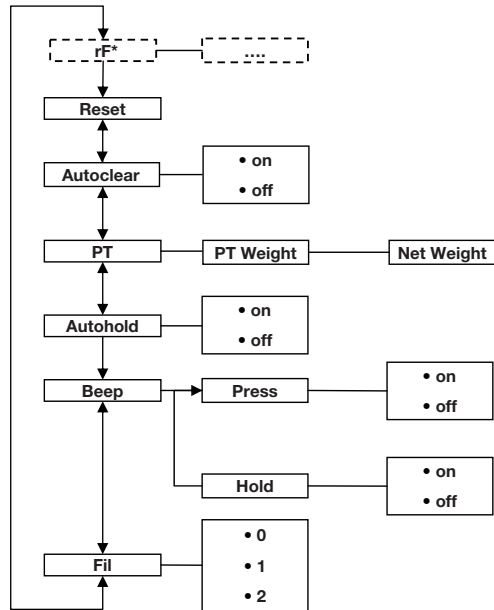 rF*
....
Reset
Autoclear
• on
• off
PT
PT Weight
Net Weight
Autohold
• on
• off
Beep
Press
• on
• off
Hold
• on
• off
Fil
• 0
• 1
• 2